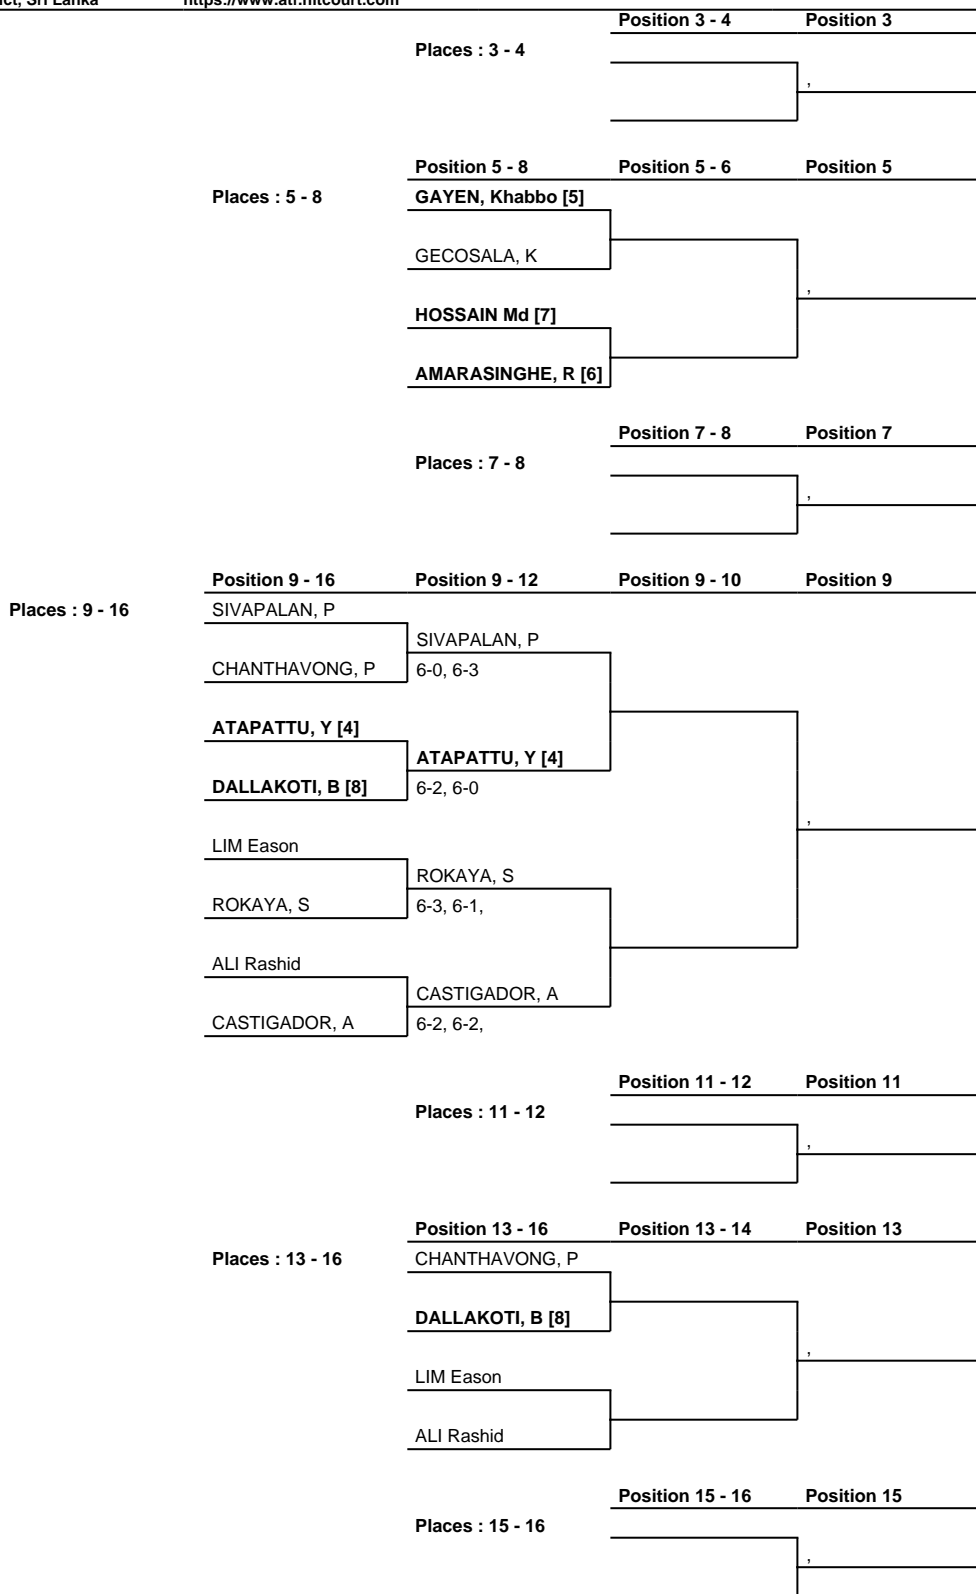 ict, Sri Lanka https://www.atf.hitcourt.com
Position 3 - 4 Position 3
Places : 3 - 4
,
Position 5 - 8 Position 5 - 6 Position 5
Places : 5 - 8 GAYEN, Khabbo [5]
GECOSALA, K
,
HOSSAIN Md [7]
AMARASINGHE, R [6]
Position 7 - 8 Position 7
Places : 7 - 8
,
Position 9 - 16 Position 9 - 12 Position 9 - 10 Position 9
Places : 9 - 16 SIVAPALAN, P
SIVAPALAN, P
CHANTHAVONG, P 6-0, 6-3
ATAPATTU, Y [4]
ATAPATTU, Y [4]
DALLAKOTI, B [8] 6-2, 6-0
,
LIM Eason
ROKAYA, S
ROKAYA, S 6-3, 6-1,
ALI Rashid
CASTIGADOR, A
CASTIGADOR, A 6-2, 6-2,
Position 11 - 12 Position 11
Places : 11 - 12
,
Position 13 - 16 Position 13 - 14 Position 13
Places : 13 - 16 CHANTHAVONG, P
DALLAKOTI, B [8]
,
LIM Eason
ALI Rashid
Position 15 - 16 Position 15
Places : 15 - 16
,